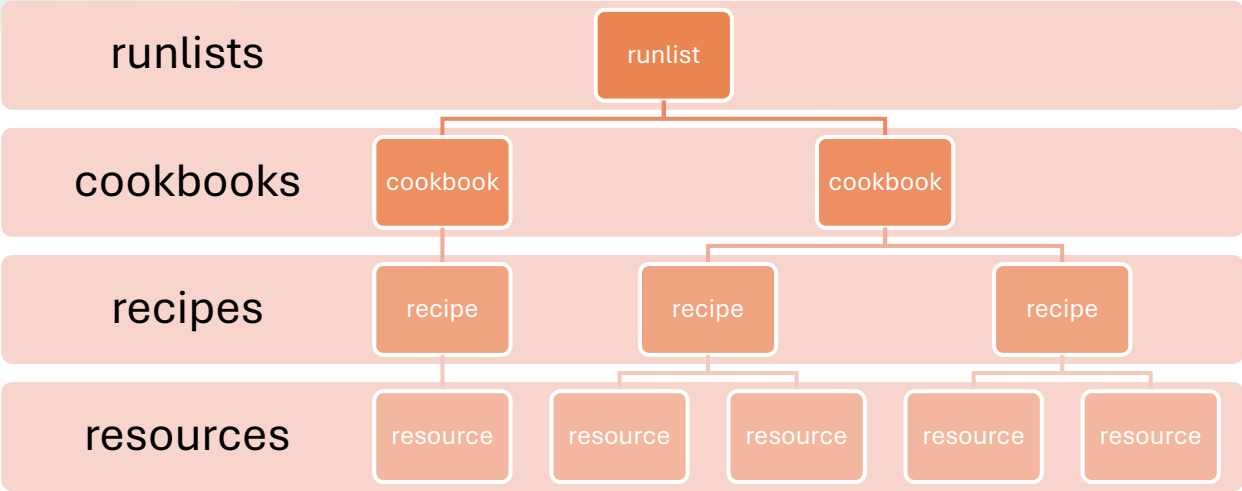 runlists
runlist
cookbooks
cookbook
cookbook
recipes
recipe
recipe
recipe
resources
resource
resource
resource
resource
resource